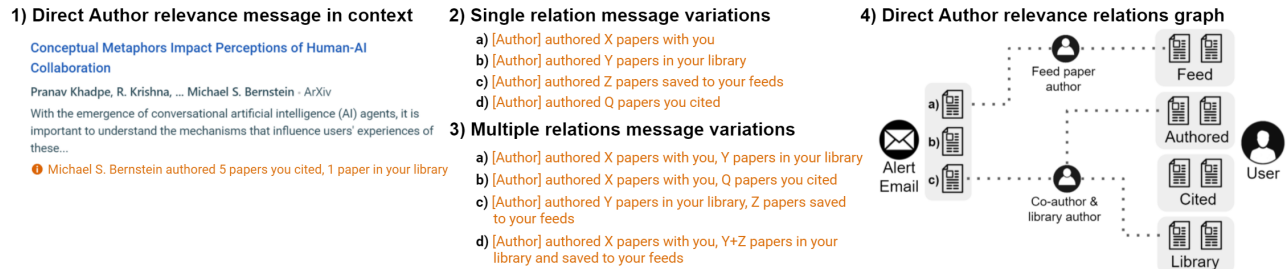 1) Direct Author relevance message in context
Conceptual Metaphors Impact Perceptions of Human-AI
Collaboration
Pranav Khadpe, R. Krishna, ... Michael S. Bernstein - ArXiv
With the emergence of conversational artificial intelligence (AI) agents, it is
important to understand the mechanisms that influence users' experiences of
these...
Michael S. Bernstein authored 5 papers you cited, 1 paper in your library
2) Single relation message variations
a) [Author] authored X papers with you
b) [Author] authored Y papers in your library
c) [Author] authored Z papers saved to your feeds
d) [Author] authored Q papers you cited
3) Multiple relations message variations
a) [Author] authored X papers with you, Y papers in your library
b) [Author] authored X papers with you, Q papers you cited
c) [Author] authored Y papers in your library, Z papers saved
to your feeds
d) [Author] authored X papers with you, Y+Z papers in your
library and saved to your feeds
4) Direct Author relevance relations graph
Alert
Email
a)
b)
c)
Feed paper
author
Co-author &
library author
Feed
Authored
Cited
Library
User